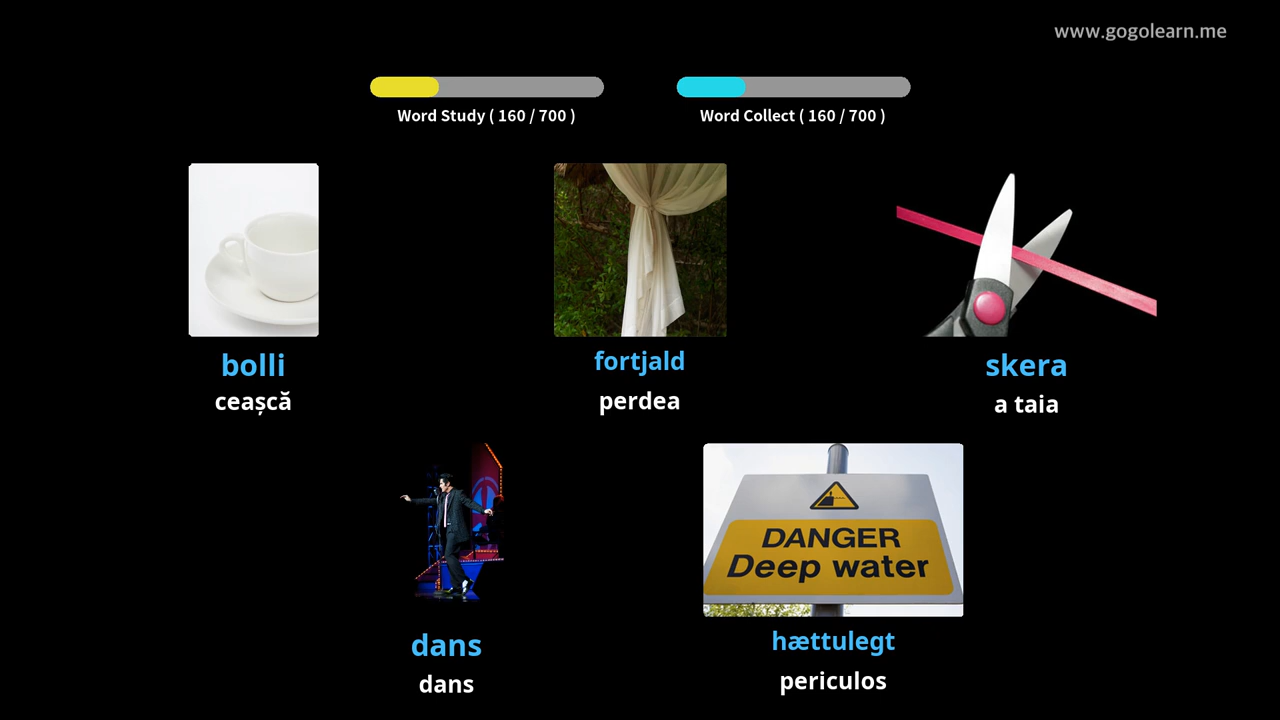 www.gogolearn.me
Word Study ( 160 / 700 )
Word Collect ( 160 / 700 )
bolli
ceașcă
fortjald
perdea
skera
a taia
DANGER
Deep water
dans
dans
hættulegt
periculos